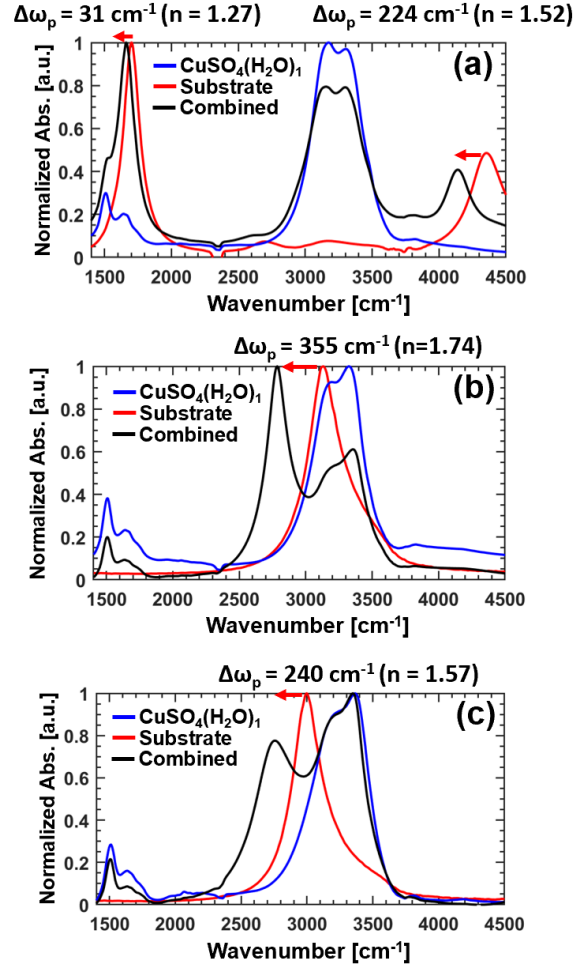 Δωₚ = 31 cm⁻¹ (n = 1.27) Δωₚ = 224 cm⁻¹ (n = 1.52)
(a)
CuSO₄(H₂O)₁
Substrate
Combined
Normalized Abs. [a.u.]
1
0.8
0.6
0.4
0.2
0
1500 2000 2500 3000 3500 4000 4500
Wavenumber [cm⁻¹]
Δωₚ = 355 cm⁻¹ (n=1.74)
(b)
CuSO₄(H₂O)₁
Substrate
Combined
Normalized Abs. [a.u.]
1
0.8
0.6
0.4
0.2
0
1500 2000 2500 3000 3500 4000 4500
Wavenumber [cm⁻¹]
Δωₚ = 240 cm⁻¹ (n = 1.57)
(c)
CuSO₄(H₂O)₁
Substrate
Combined
Normalized Abs. [a.u.]
1
0.8
0.6
0.4
0.2
0
1500 2000 2500 3000 3500 4000 4500
Wavenumber [cm⁻¹]